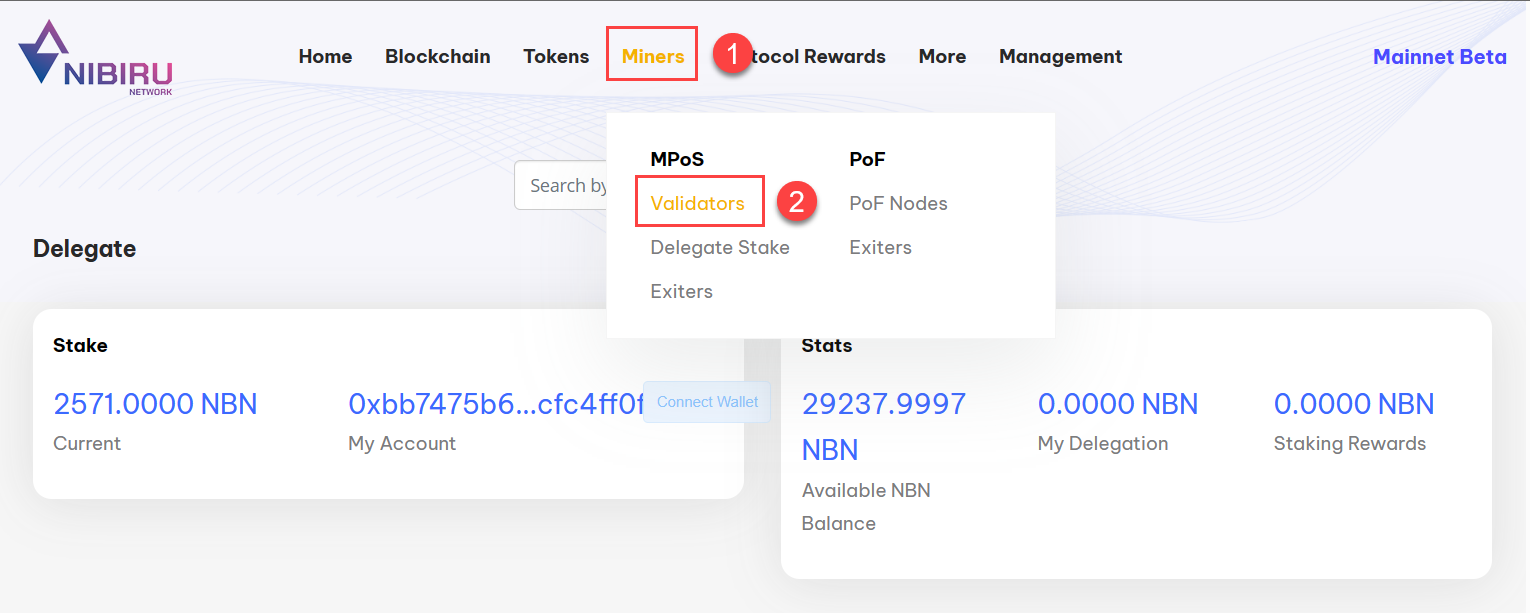 NIBIRU
NETWORK
Home Blockchain Tokens Miners 1 tocol Rewards More Management Mainnet Beta
MPoS PoF
Search by
Validators 2 PoF Nodes
Delegate Stake Exiters
Delegate
Exiters
Stake Stats
2571.0000 NBN 0xbb7475b6...cfc4ff0f Connect Wallet 29237.9997 0.0000 NBN 0.0000 NBN
Current My Account NBN My Delegation Staking Rewards
Available NBN
Balance